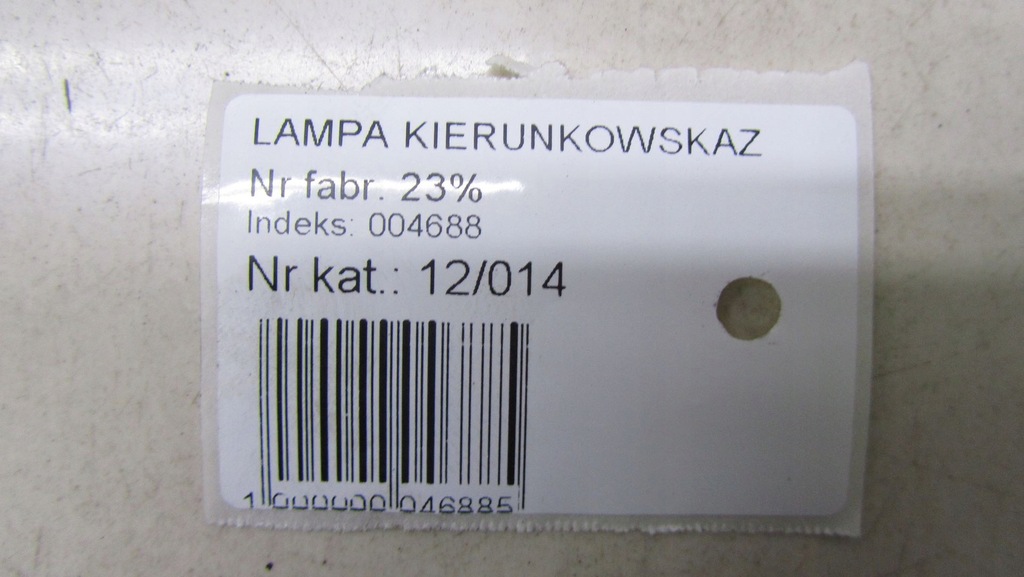 LAMPA KIERUNKOWSKAZ
Nr fabr. 23%
Indeks: 004688
Nr kat.: 12/014
1 000000 046885